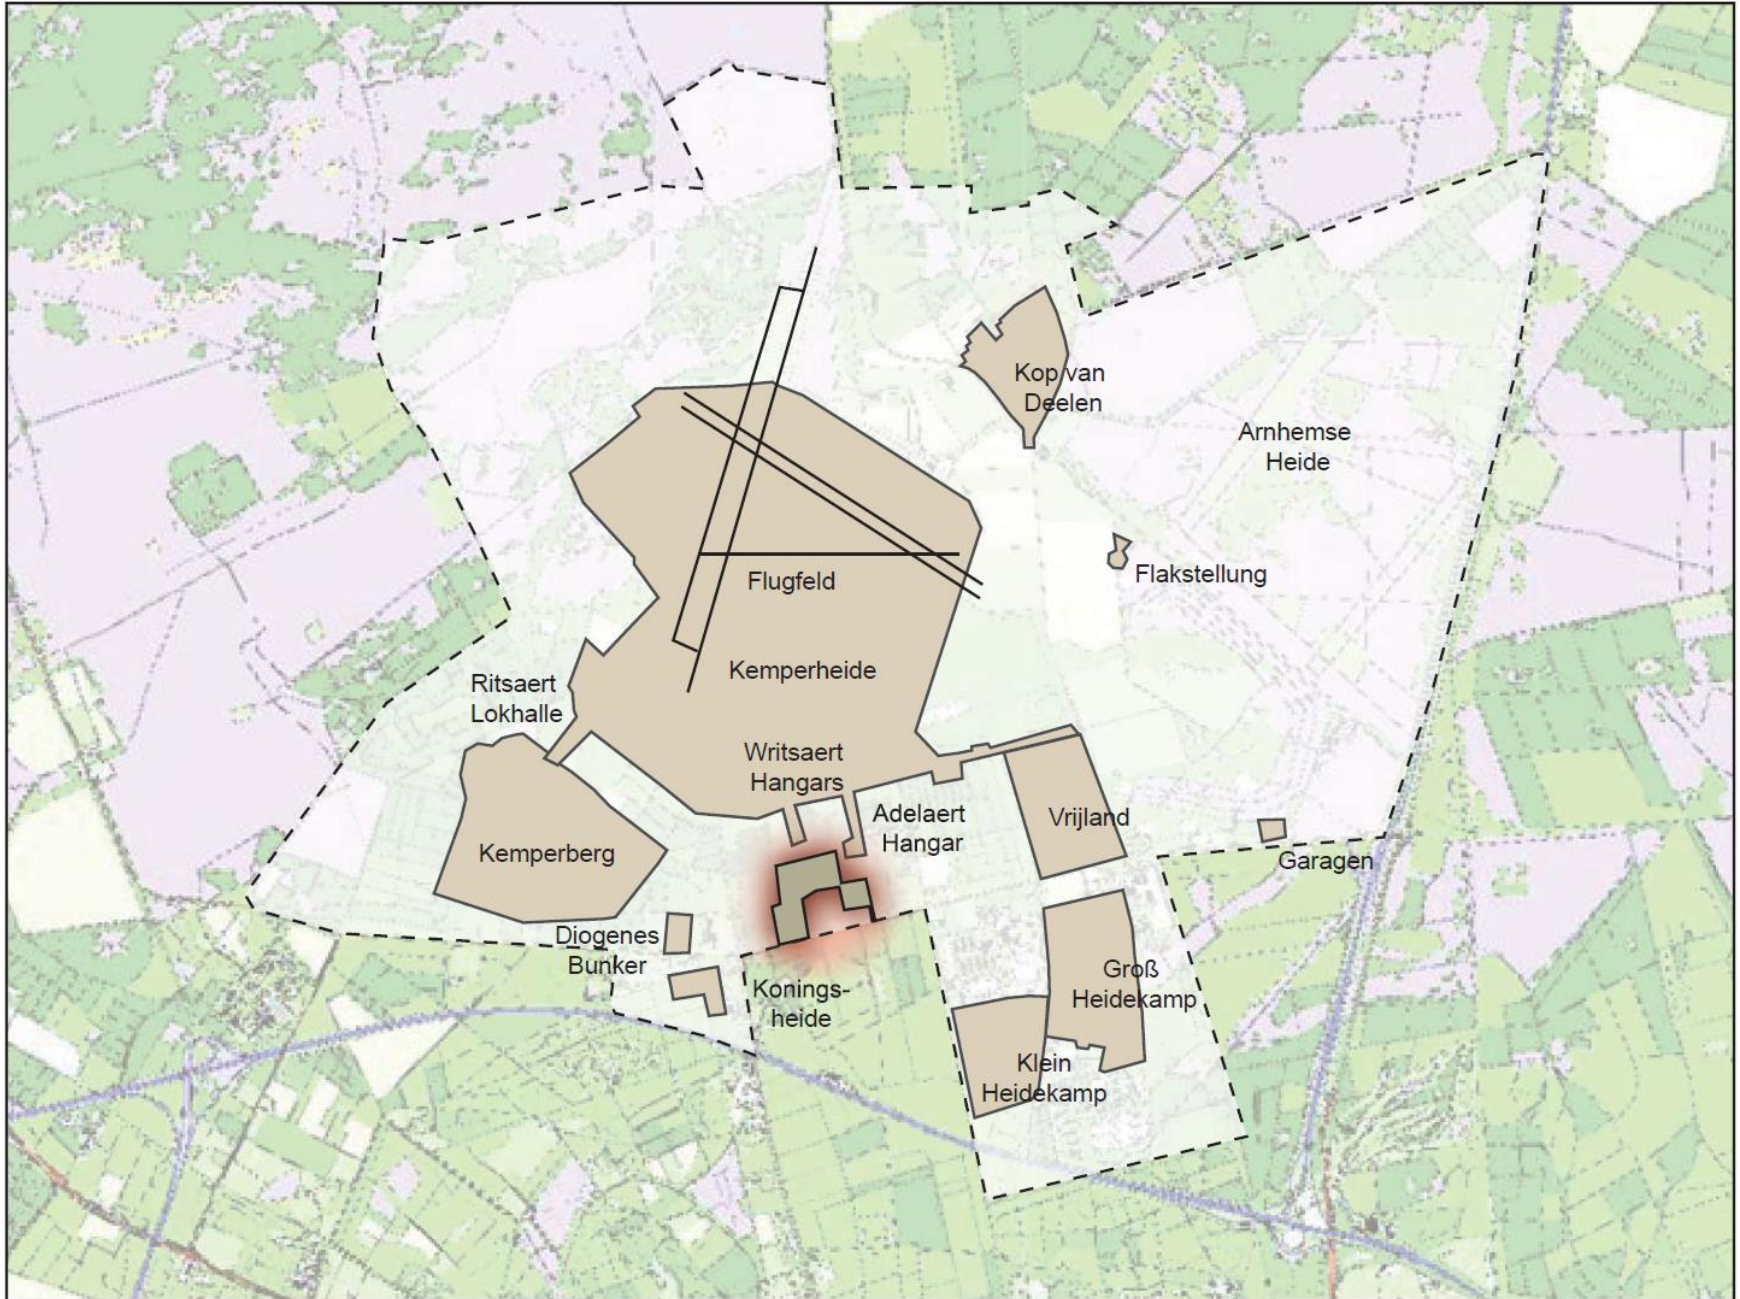 Kop van
Deelen
Arnhemse
Heide
Flakstellung
Flugfeld
Kemperheide
Ritsaert
Lokhalle
Writsaert
Hangars
Adelaert
Hangar
Vrijland
Kemperberg
Garagen
Diogenes
Bunker
Konings-
heide
Groß
Heidekamp
Klein
Heidekamp